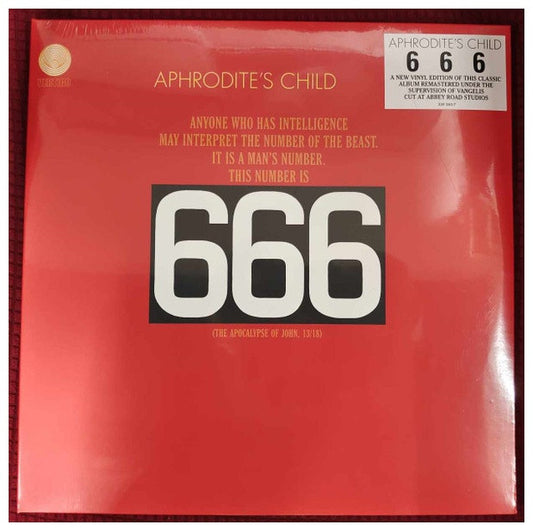 VERTIGO
APHRODITE'S CHILD
ANYONE WHO HAS INTELLIGENCE
MAY INTERPRET THE NUMBER OF THE BEAST.
IT IS A MAN'S NUMBER.
THIS NUMBER IS
666
(THE APOCALYPSE OF JOHN, 13/18)
APHRODITE'S CHILD
6 6 6
A NEW VINYL EDITION OF THIS CLASSIC
ALBUM REMASTERED UNDER THE
SUPERVISION OF VANGELIS
CUT AT ABBEY ROAD STUDIOS